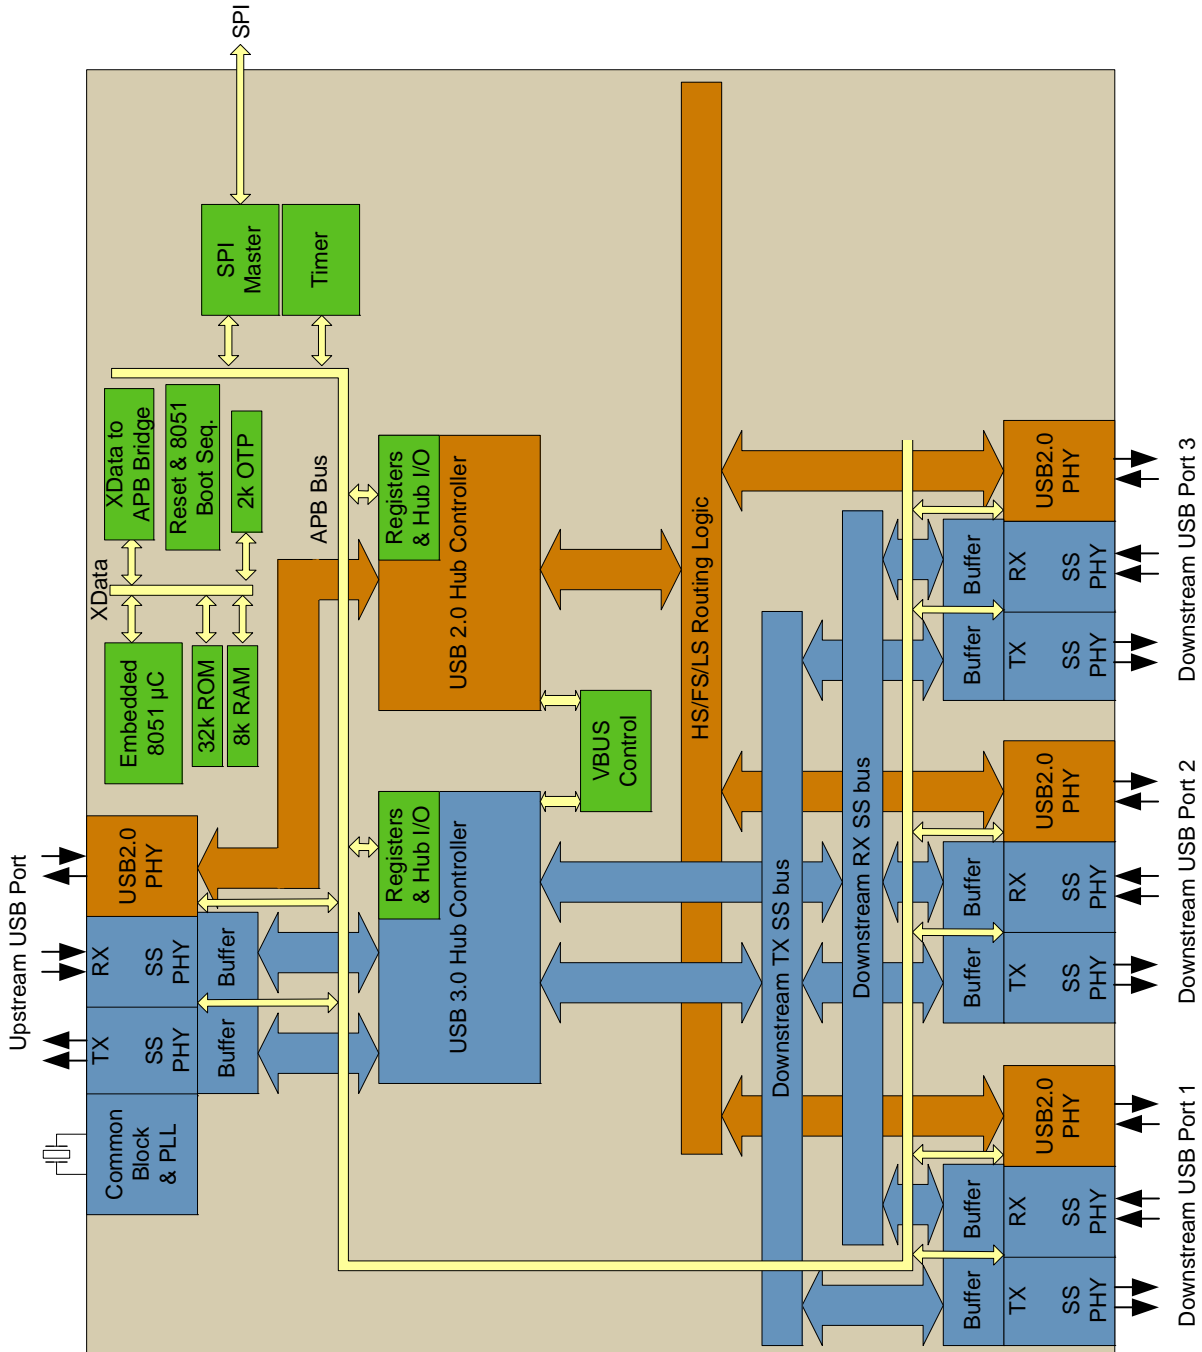 SPI
SPI
Master
Timer
XData to
APB Bridge
Reset & 8051
Boot Seq.
2k OTP
XData
APB Bus
Embedded
8051 µC
32k ROM
8k RAM
Registers
& Hub I/O
USB 2.0 Hub Controller
VBUS
Control
Registers
& Hub I/O
USB 3.0 Hub Controller
HS/FS/LS Routing Logic
Downstream TX SS bus
Downstream RX SS bus
Upstream USB Port
USB2.0
PHY
RX
SS
PHY
Buffer
TX
SS
PHY
Buffer
Common
Block
& PLL
USB2.0
PHY
Buffer
RX
SS
PHY
Buffer
TX
SS
PHY
Downstream USB Port 3
USB2.0
PHY
Buffer
RX
SS
PHY
Buffer
TX
SS
PHY
Downstream USB Port 2
USB2.0
PHY
Buffer
RX
SS
PHY
Buffer
TX
SS
PHY
Downstream USB Port 1